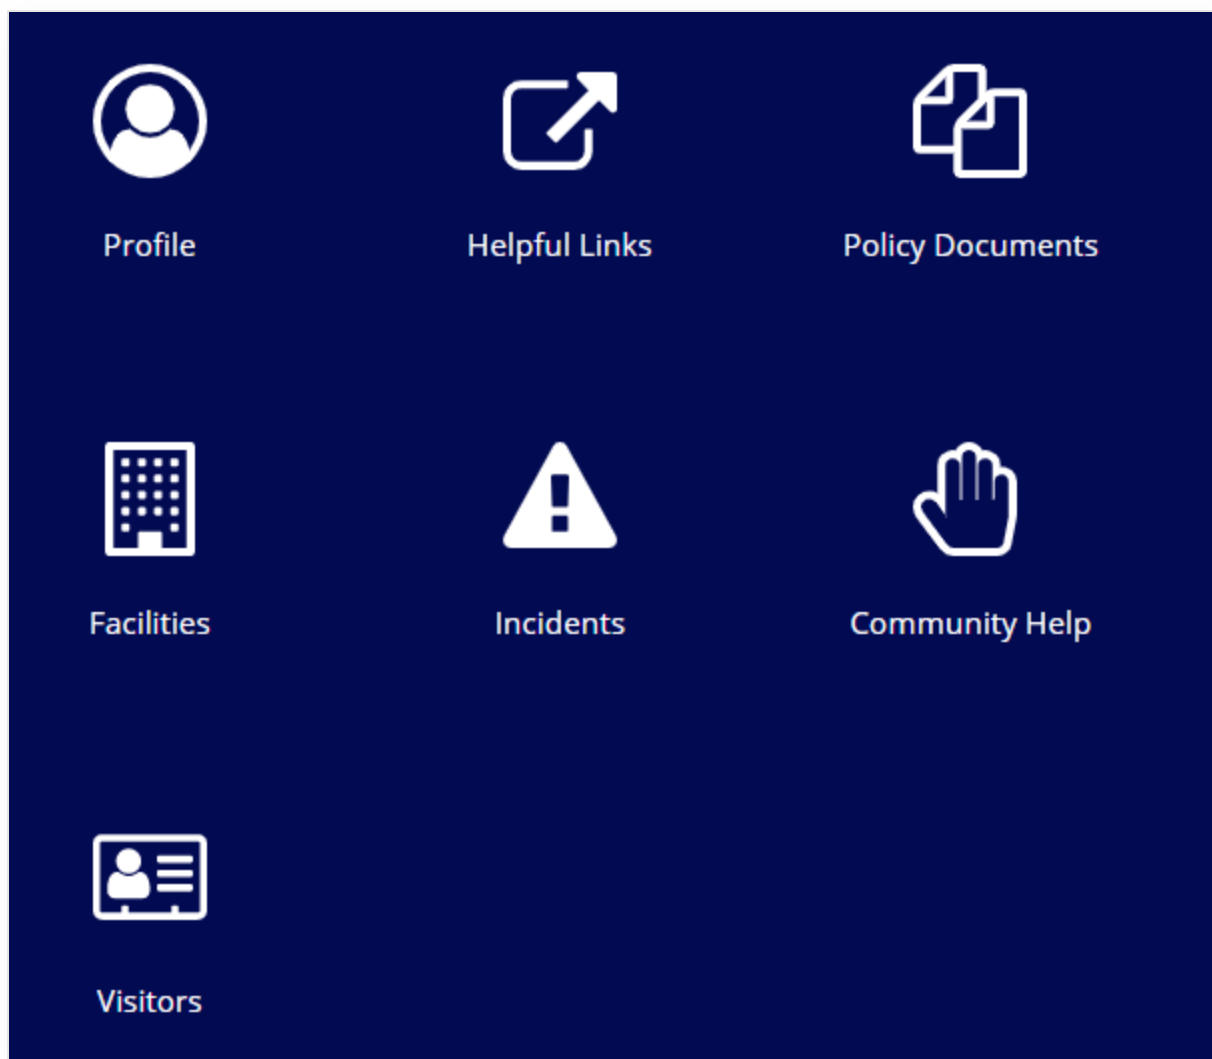 Profile
Helpful Links
Policy Documents
Facilities
Incidents
Community Help
Visitors